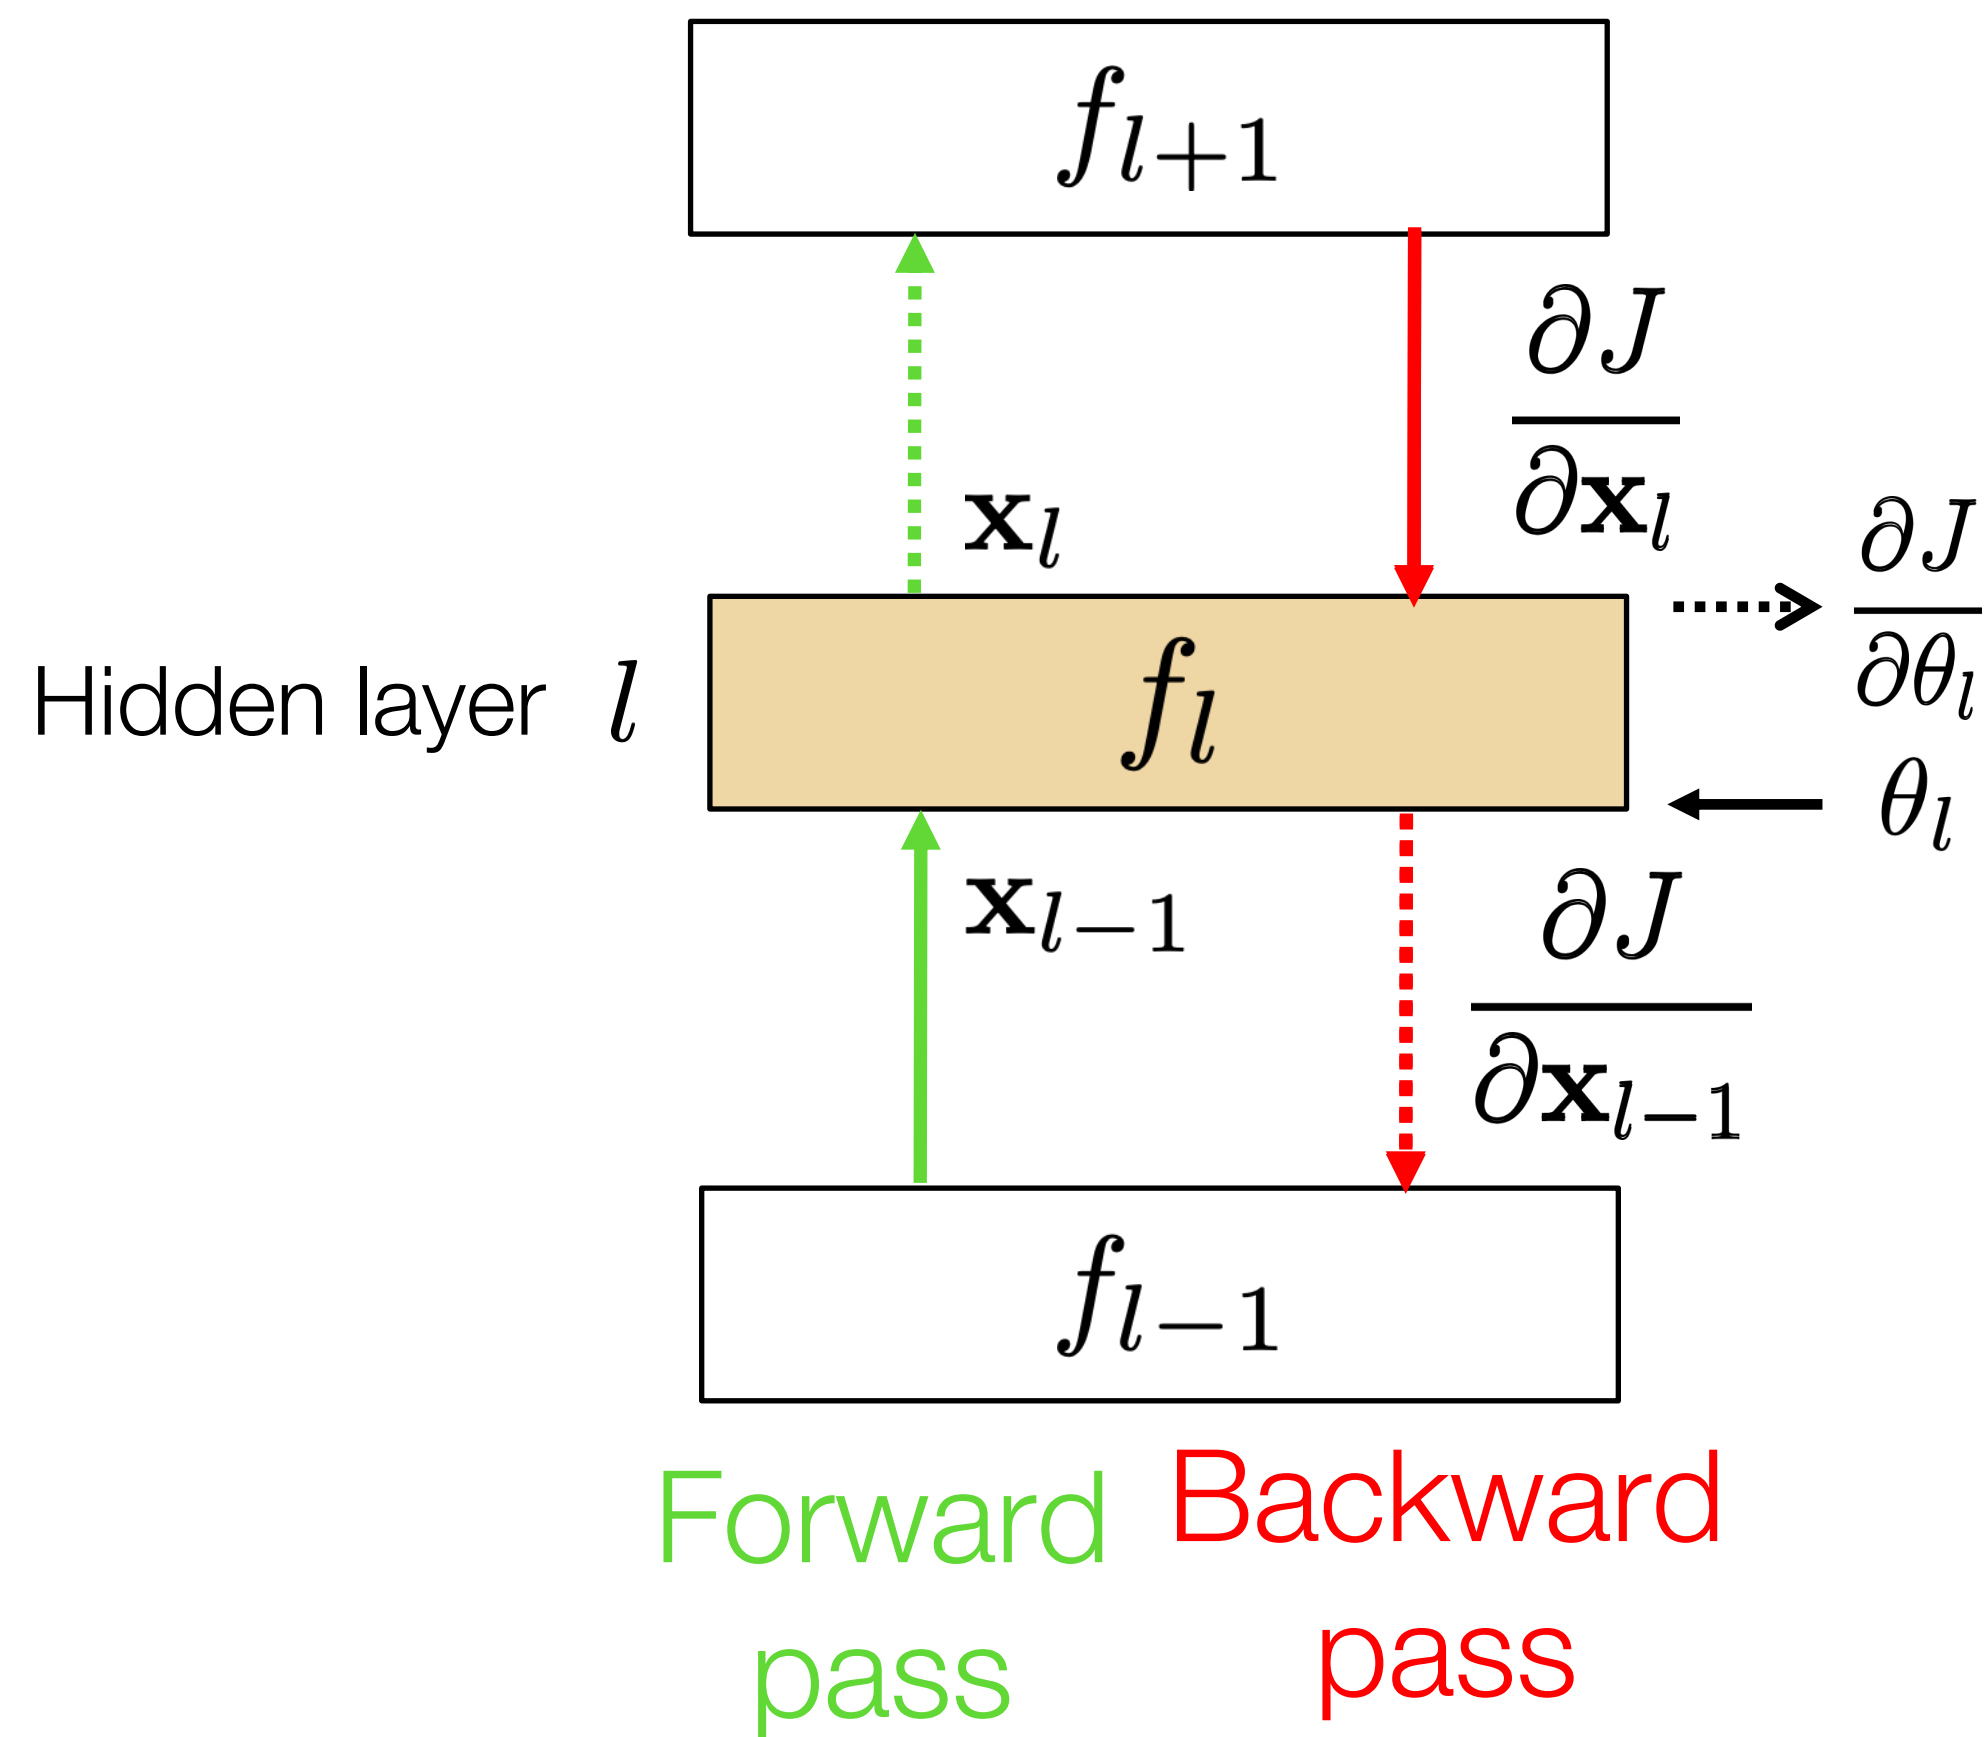 f_{l+1}
∂J/∂𝐱_l
𝐱_l
∂J/∂θ_l
Hidden layer l
f_l
θ_l
𝐱_{l−1}
∂J/∂𝐱_{l−1}
f_{l−1}
Forward
pass
Backward
pass